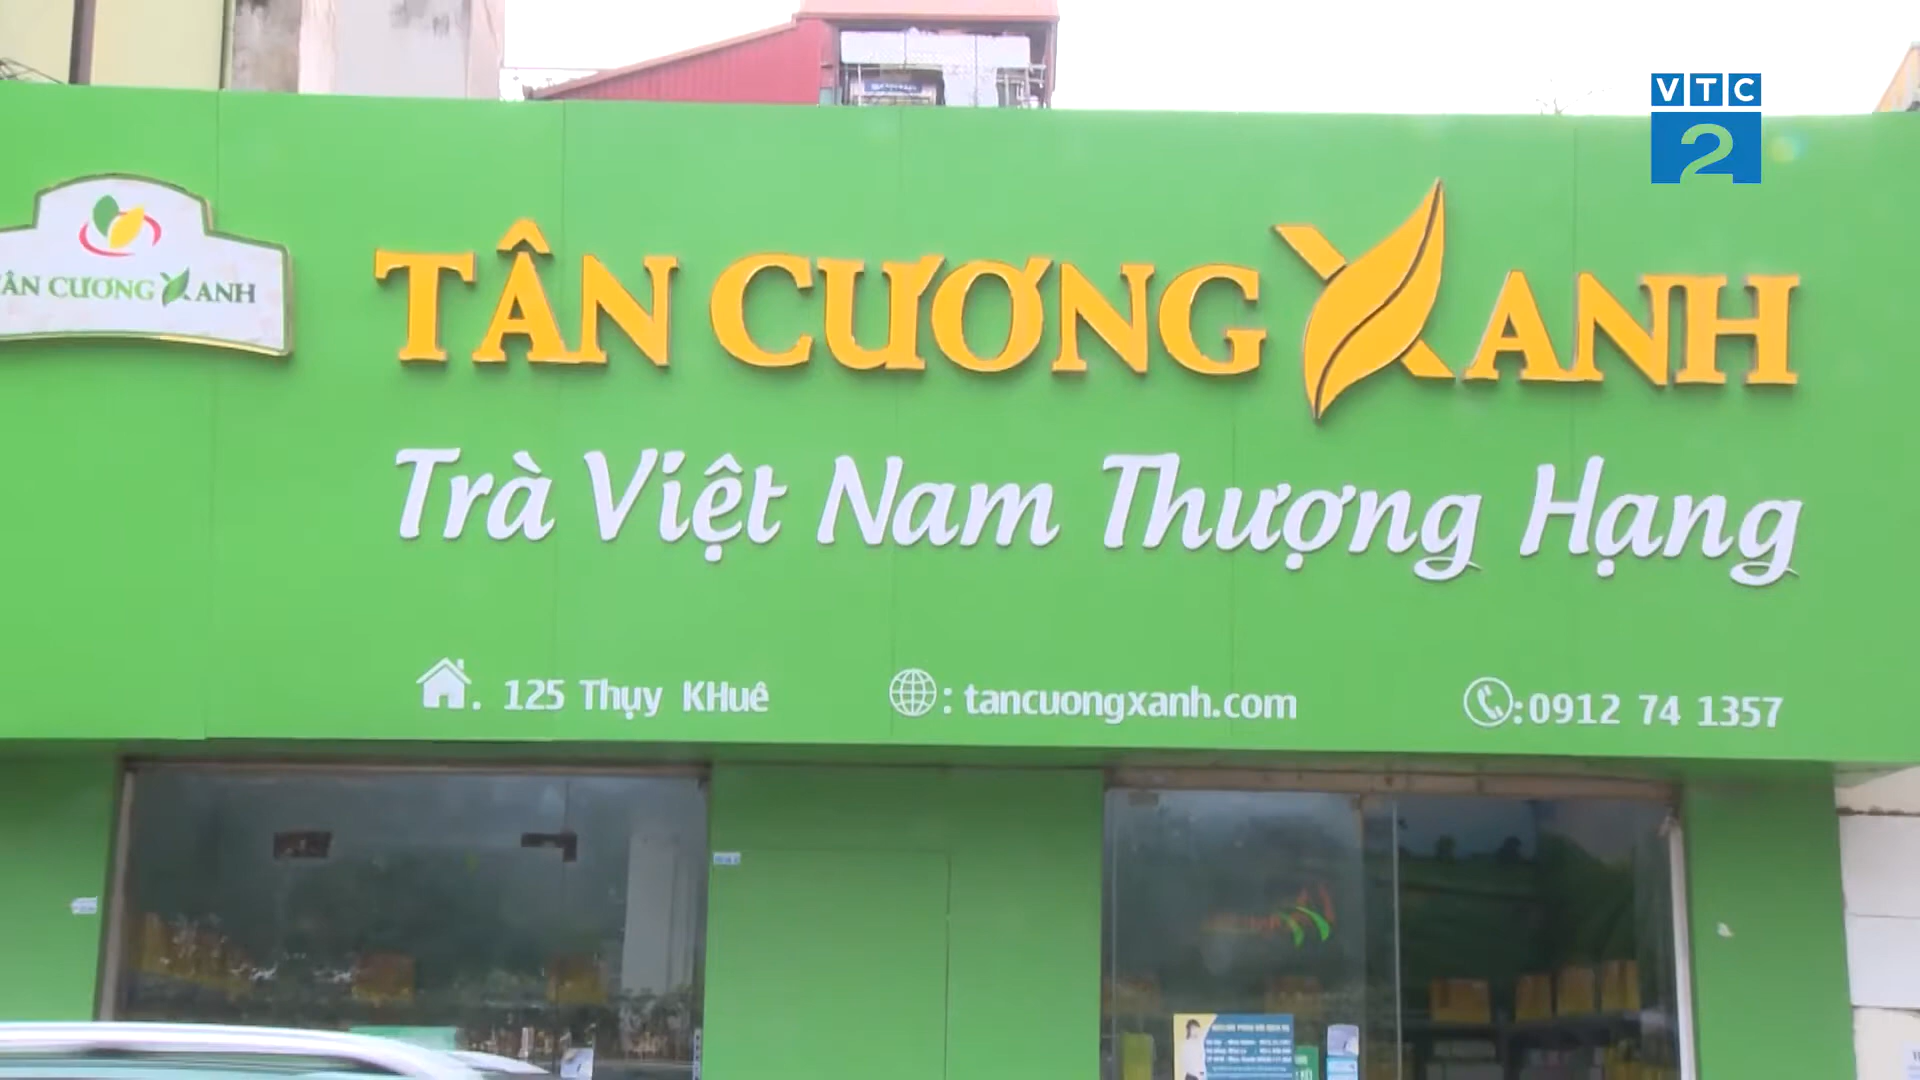 VTC
2
TÂN CƯƠNG XANH
ÂN CƯƠNG XANH
Trà Việt Nam Thượng Hạng
. 125 Thụy KHuê
: tancuongxanh.com
:0912 74 1357